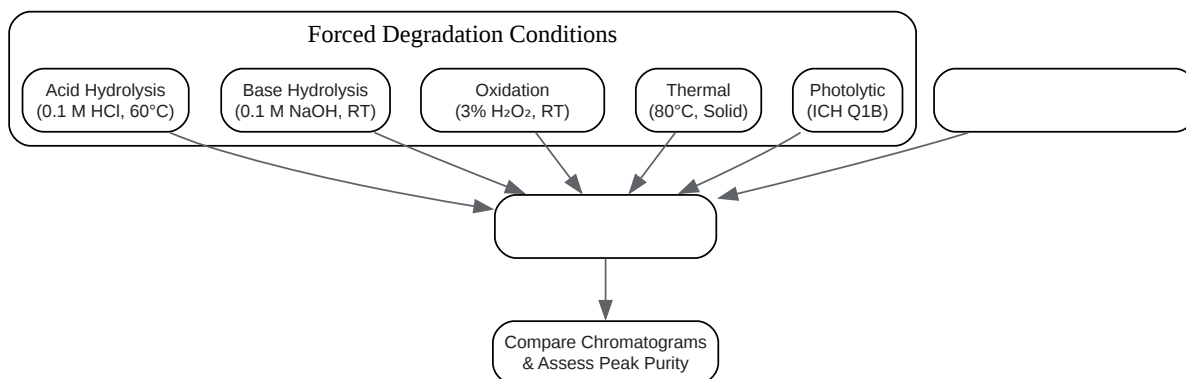 Forced Degradation Conditions
Acid Hydrolysis
(0.1 M HCl, 60°C)
Base Hydrolysis
(0.1 M NaOH, RT)
Oxidation
(3% H₂O₂, RT)
Thermal
(80°C, Solid)
Photolytic
(ICH Q1B)
Compare Chromatograms
& Assess Peak Purity